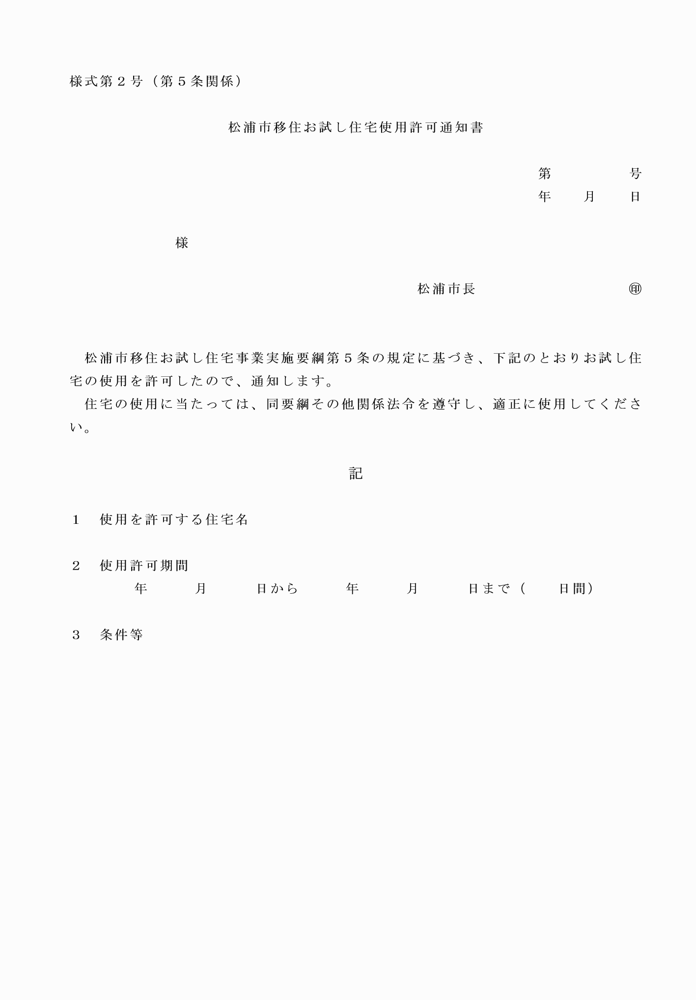 様式第２号（第５条関係）
松浦市移住お試し住宅使用許可通知書
第　　　　　号
年　　月　　日
様
松浦市長　　　　　　　　　　㊞
　松浦市移住お試し住宅事業実施要綱第５条の規定に基づき、下記のとおりお試し住
宅の使用を許可したので、通知します。
　住宅の使用に当たっては、同要綱その他関係法令を遵守し、適正に使用してくださ
い。
記
１　使用を許可する住宅名
２　使用許可期間
年　　　月　　　日から　　　年　　　月　　　日まで（　　日間）
３　条件等